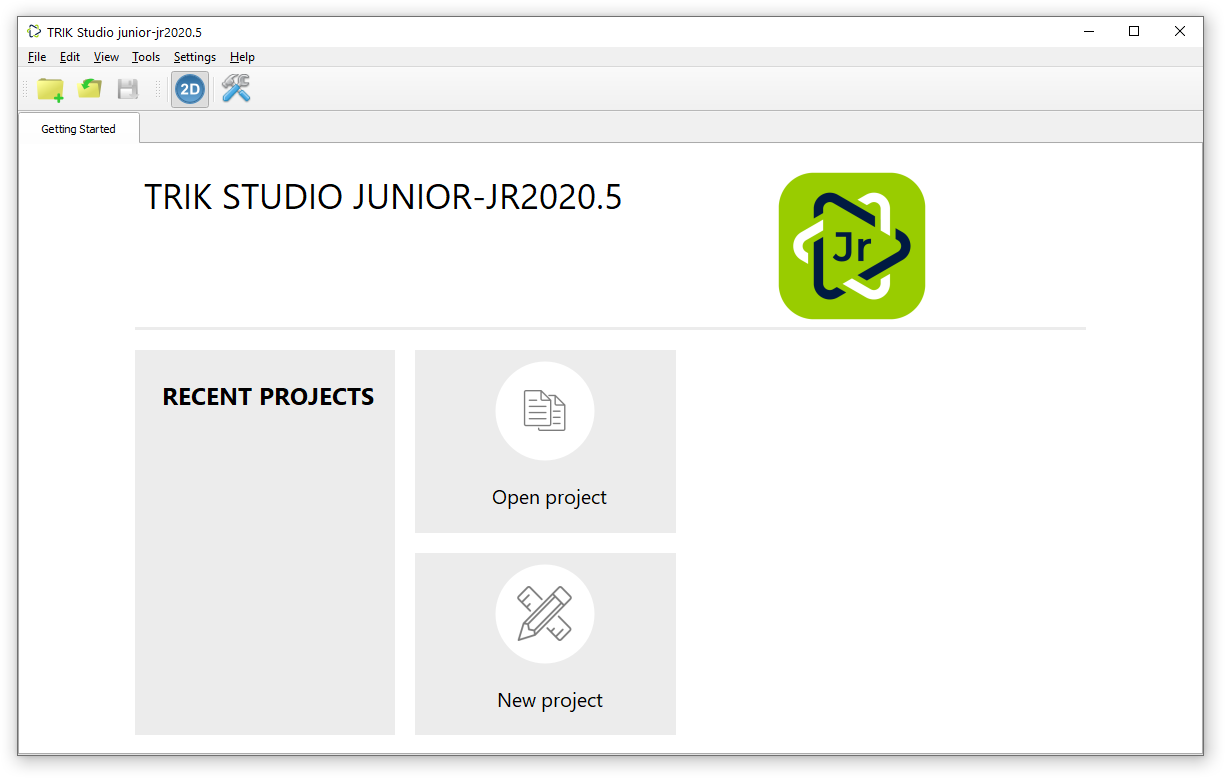 TRIK Studio junior-jr2020.5
File Edit View Tools Settings Help
2D
Getting Started
TRIK STUDIO JUNIOR-JR2020.5
Jr
RECENT PROJECTS
Open project
New project